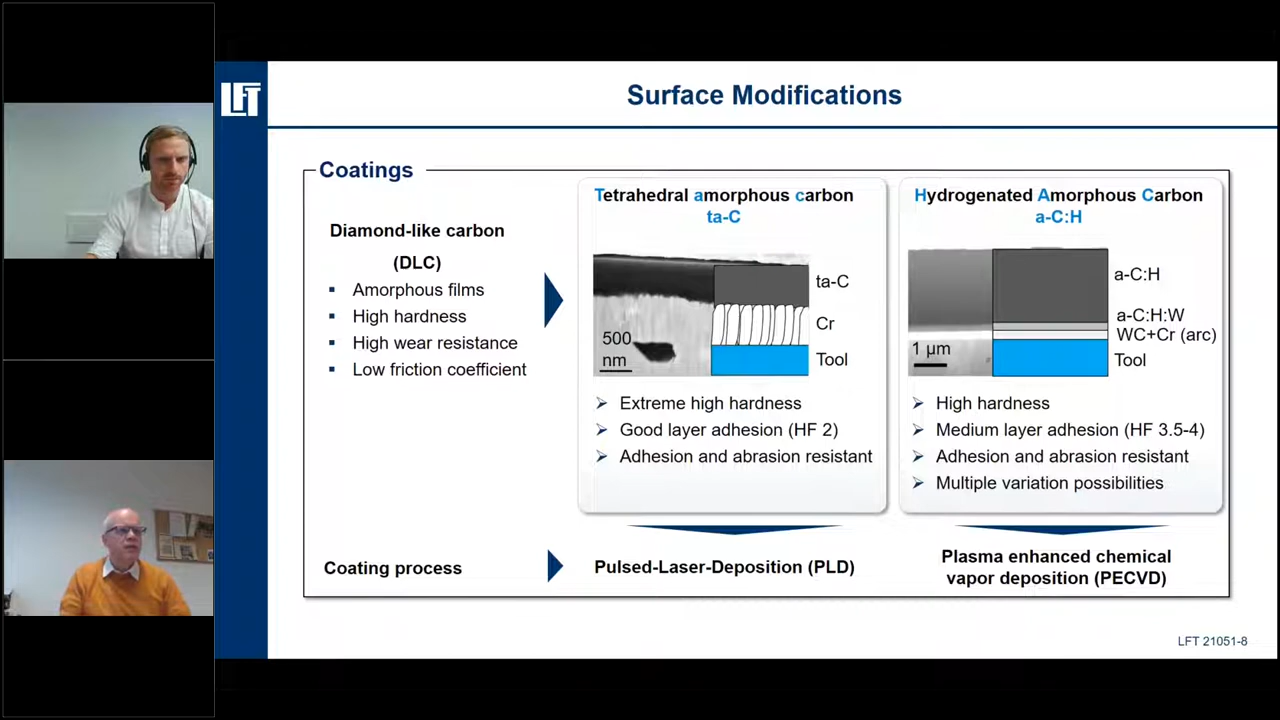 LFT
Surface Modifications
Coatings
Diamond-like carbon
(DLC)
▪ Amorphous films
▪ High hardness
▪ High wear resistance
▪ Low friction coefficient
Tetrahedral amorphous carbon
ta-C
ta-C
Cr
500
nm
Tool
➢ Extreme high hardness
➢ Good layer adhesion (HF 2)
➢ Adhesion and abrasion resistant
Hydrogenated Amorphous Carbon
a-C:H
a-C:H
a-C:H:W
WC+Cr (arc)
1 µm
Tool
➢ High hardness
➢ Medium layer adhesion (HF 3.5-4)
➢ Adhesion and abrasion resistant
➢ Multiple variation possibilities
Coating process
Pulsed-Laser-Deposition (PLD)
Plasma enhanced chemical
vapor deposition (PECVD)
LFT 21051-8